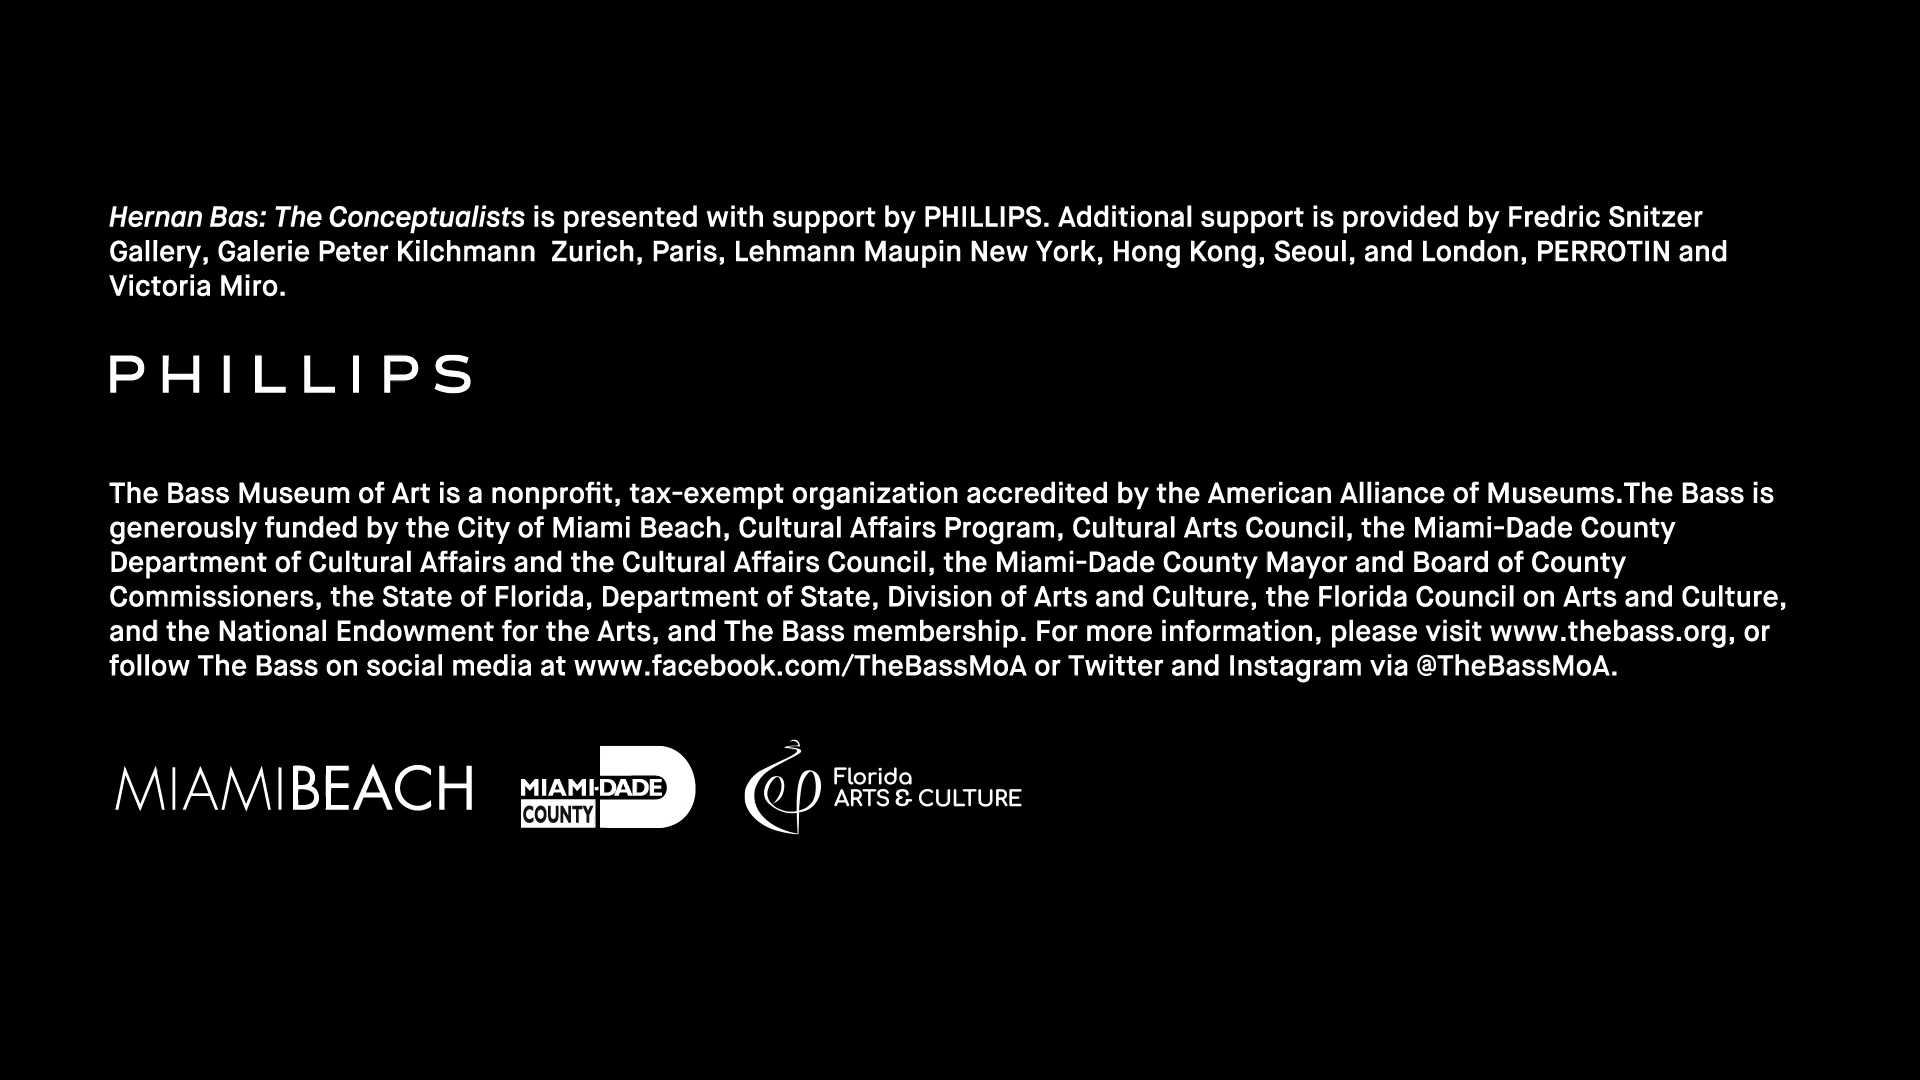 Hernan Bas: The Conceptualists is presented with support by PHILLIPS. Additional support is provided by Fredric Snitzer
Gallery, Galerie Peter Kilchmann  Zurich, Paris, Lehmann Maupin New York, Hong Kong, Seoul, and London, PERROTIN and
Victoria Miro.
PHILLIPS
The Bass Museum of Art is a nonprofit, tax-exempt organization accredited by the American Alliance of Museums.The Bass is
generously funded by the City of Miami Beach, Cultural Affairs Program, Cultural Arts Council, the Miami-Dade County
Department of Cultural Affairs and the Cultural Affairs Council, the Miami-Dade County Mayor and Board of County
Commissioners, the State of Florida, Department of State, Division of Arts and Culture, the Florida Council on Arts and Culture,
and the National Endowment for the Arts, and The Bass membership. For more information, please visit www.thebass.org, or
follow The Bass on social media at www.facebook.com/TheBassMoA or Twitter and Instagram via @TheBassMoA.
MIAMIBEACH
MIAMI-DADE
COUNTY
Florida
ARTS & CULTURE